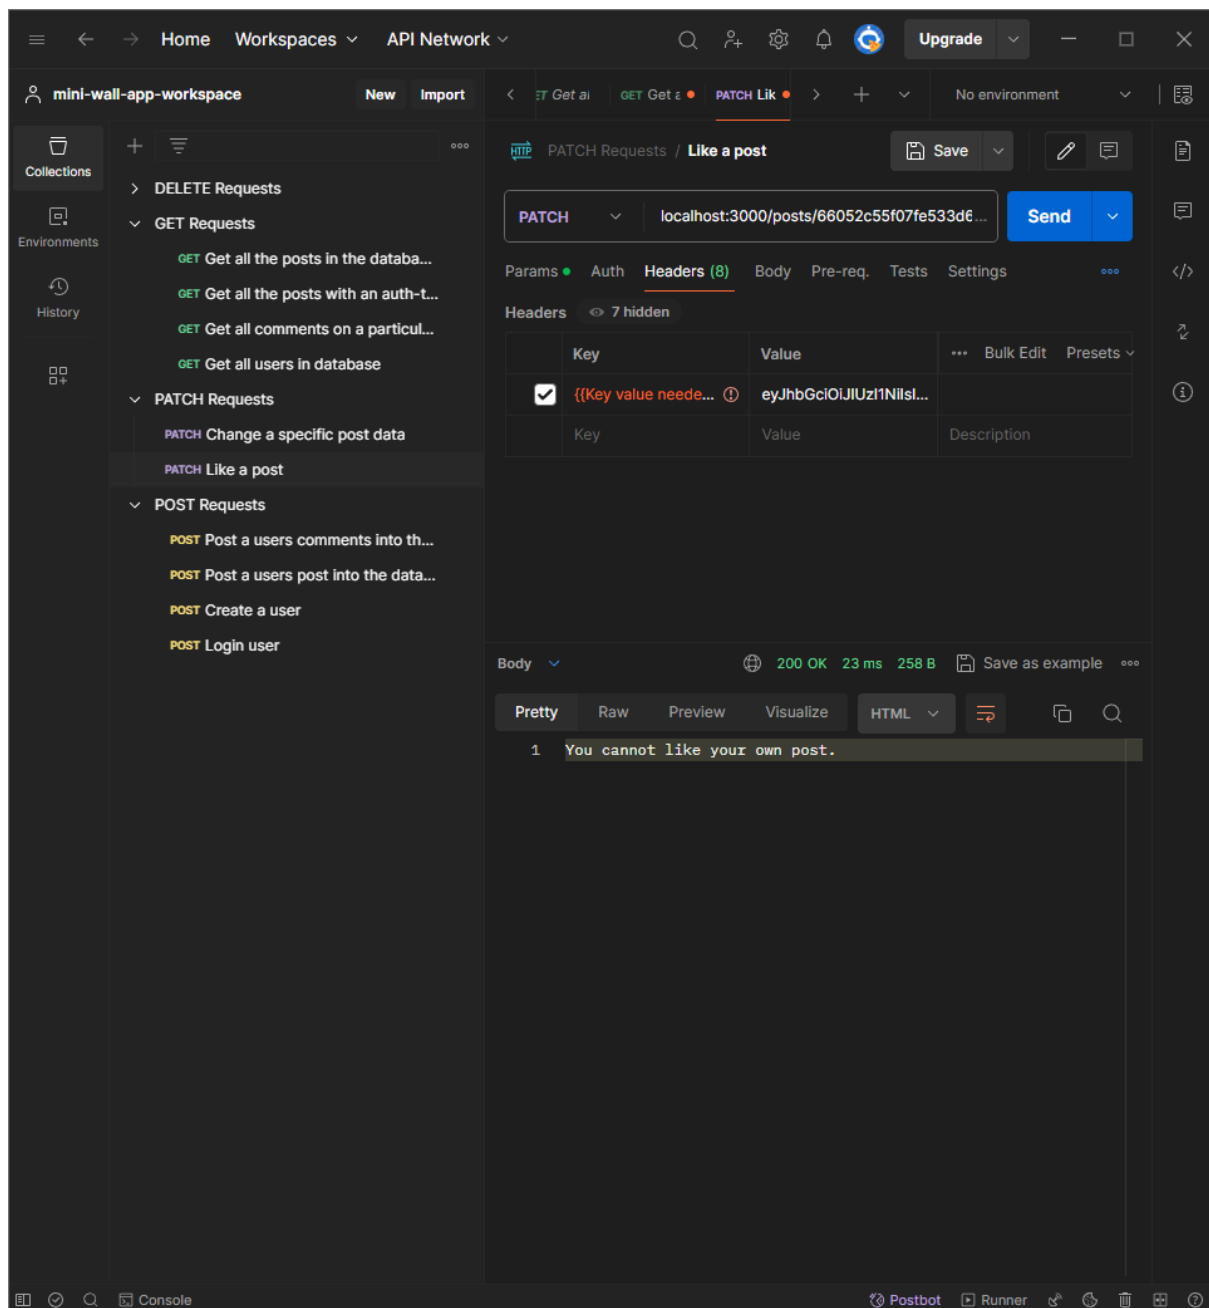 Home Workspaces API Network Upgrade
mini-wall-app-workspace New Import
Get al GET Get a PATCH Lik No environment
Collections
Environments
History
DELETE Requests
GET Requests
GET Get all the posts in the databa...
GET Get all the posts with an auth-t...
GET Get all comments on a particul...
GET Get all users in database
PATCH Requests
PATCH Change a specific post data
PATCH Like a post
POST Requests
POST Post a users comments into th...
POST Post a users post into the data...
POST Create a user
POST Login user
HTTP PATCH Requests / Like a post Save
PATCH localhost:3000/posts/66052c55f07fe533d6... Send
Params Auth Headers (8) Body Pre-req. Tests Settings
Headers 7 hidden
Key Value Bulk Edit Presets
{{Key value neede... eyJhbGciOiJIUzI1NiIsI...
Key Value Description
Body 200 OK 23 ms 258 B Save as example
Pretty Raw Preview Visualize HTML
1 You cannot like your own post.
Console Postbot Runner